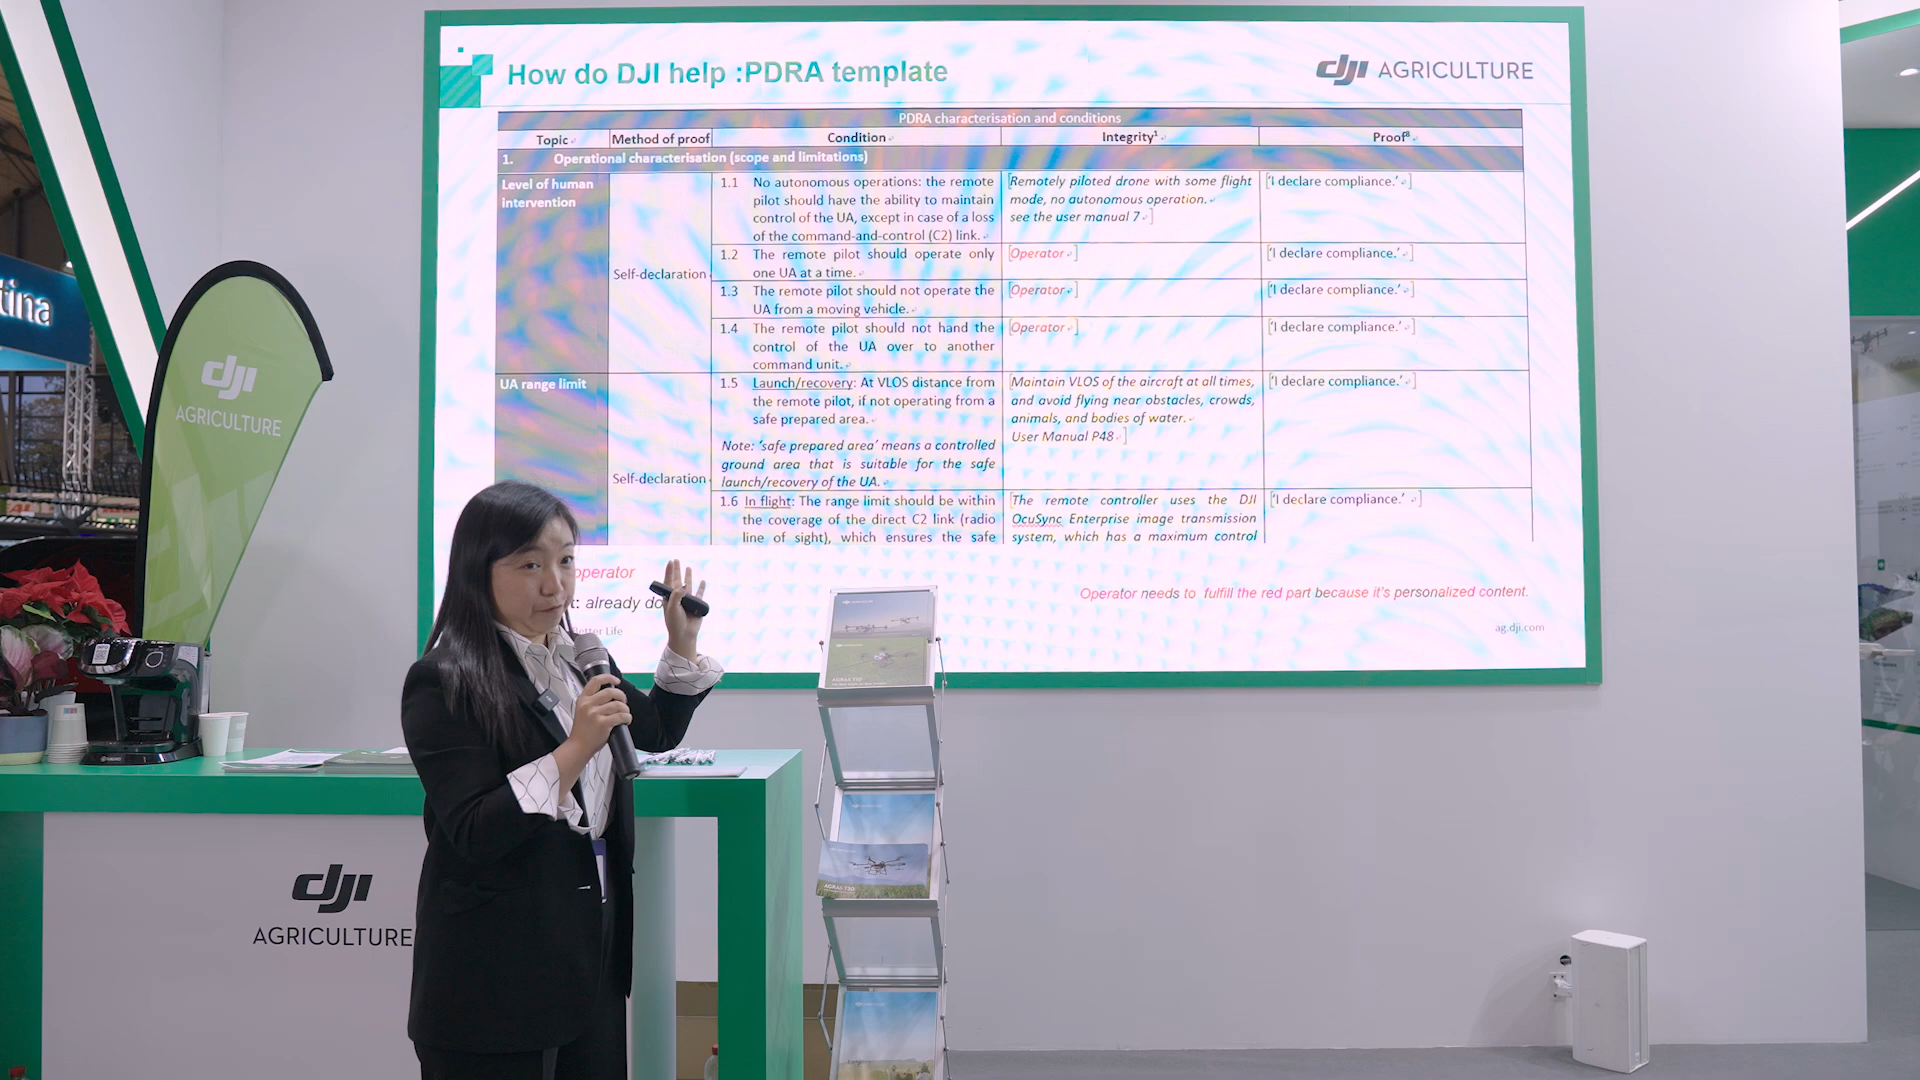 How do DJI help :PDRA template
dji AGRICULTURE
PDRA characterisation and conditions
Topic
Method of proof
Condition
Integrity¹
Proof⁸
1. Operational characterisation (scope and limitations)
Level of human
intervention
Self-declaration
1.1 No autonomous operations: the remote
pilot should have the ability to maintain
control of the UA, except in case of a loss
of the command-and-control (C2) link.
[Remotely piloted drone with some flight
mode, no autonomous operation.
see the user manual 7]
['I declare compliance.']
1.2 The remote pilot should operate only
one UA at a time.
[Operator]
['I declare compliance.']
1.3 The remote pilot should not operate the
UA from a moving vehicle.
[Operator]
['I declare compliance.']
1.4 The remote pilot should not hand the
control of the UA over to another
command unit.
[Operator]
['I declare compliance.']
UA range limit
Self-declaration
1.5 Launch/recovery: At VLOS distance from
the remote pilot, if not operating from a
safe prepared area.
Note: 'safe prepared area' means a controlled
ground area that is suitable for the safe
launch/recovery of the UA.
[Maintain VLOS of the aircraft at all times,
and avoid flying near obstacles, crowds,
animals, and bodies of water.
User Manual P48]
['I declare compliance.']
1.6 In flight: The range limit should be within
the coverage of the direct C2 link (radio
line of sight), which ensures the safe
[The remote controller uses the DJI
OcuSync Enterprise image transmission
system, which has a maximum control
['I declare compliance.']
operator
t: already do
Better Life
Operator needs to fulfill the red part because it's personalized content.
ag.dji.com
tina
dji
AGRICULTURE
dji
AGRICULTURE